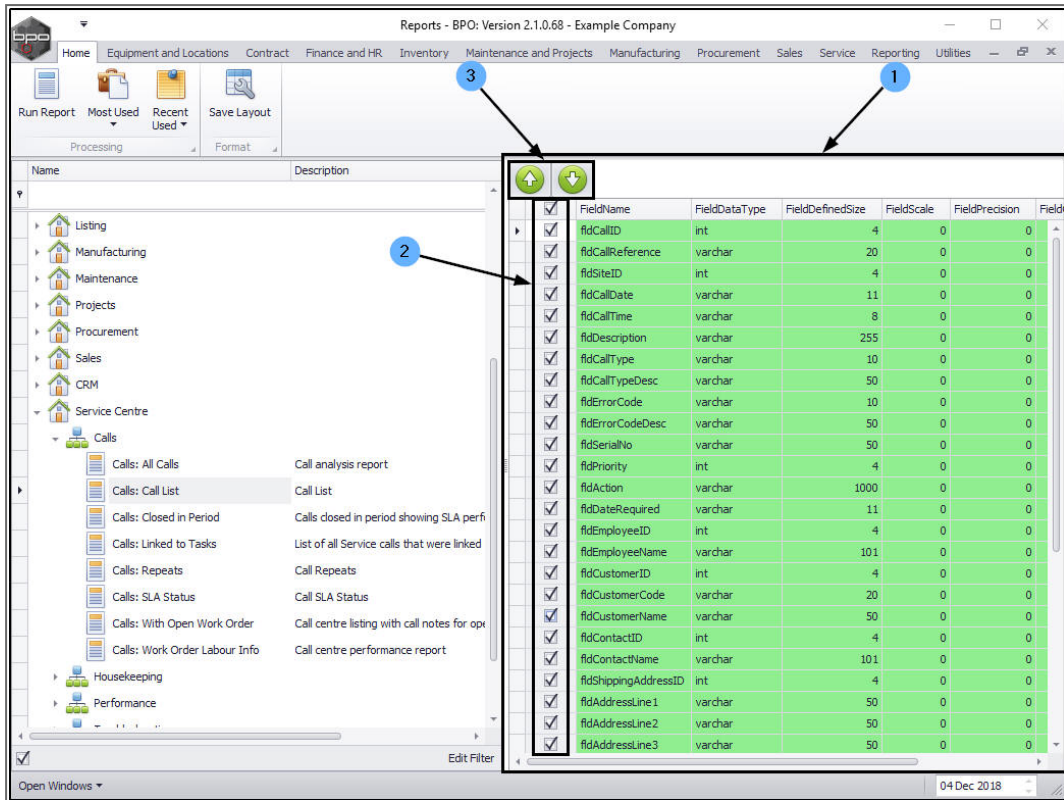 bpo
Reports - BPO: Version 2.1.0.68 - Example Company
Home Equipment and Locations Contract Finance and HR Inventory Maintenance and Projects Manufacturing Procurement Sales Service Reporting Utilities
3
1
Run Report Most Used Recent Used Save Layout
Processing Format
Name Description
Listing
Manufacturing
2
Maintenance
Projects
Procurement
Sales
CRM
Service Centre
Calls
Calls: All Calls Call analysis report
Calls: Call List Call List
Calls: Closed in Period Calls closed in period showing SLA perf
Calls: Linked to Tasks List of all Service calls that were linked
Calls: Repeats Call Repeats
Calls: SLA Status Call SLA Status
Calls: With Open Work Order Call centre listing with call notes for ope
Calls: Work Order Labour Info Call centre performance report
Housekeeping
Performance
Edit Filter
FieldName FieldDataType FieldDefinedSize FieldScale FieldPrecision
fldCallID int 4 0 0
fldCallReference varchar 20 0 0
fldSiteID int 4 0 0
fldCallDate varchar 11 0 0
fldCallTime varchar 8 0 0
fldDescription varchar 255 0 0
fldCallType varchar 10 0 0
fldCallTypeDesc varchar 50 0 0
fldErrorCode varchar 10 0 0
fldErrorCodeDesc varchar 50 0 0
fldSerialNo varchar 50 0 0
fldPriority int 4 0 0
fldAction varchar 1000 0 0
fldDateRequired varchar 11 0 0
fldEmployeeID int 4 0 0
fldEmployeeName varchar 101 0 0
fldCustomerID int 4 0 0
fldCustomerCode varchar 20 0 0
fldCustomerName varchar 50 0 0
fldContactID int 4 0 0
fldContactName varchar 101 0 0
fldShippingAddressID int 4 0 0
fldAddressLine1 varchar 50 0 0
fldAddressLine2 varchar 50 0 0
fldAddressLine3 varchar 50 0 0
Open Windows 04 Dec 2018